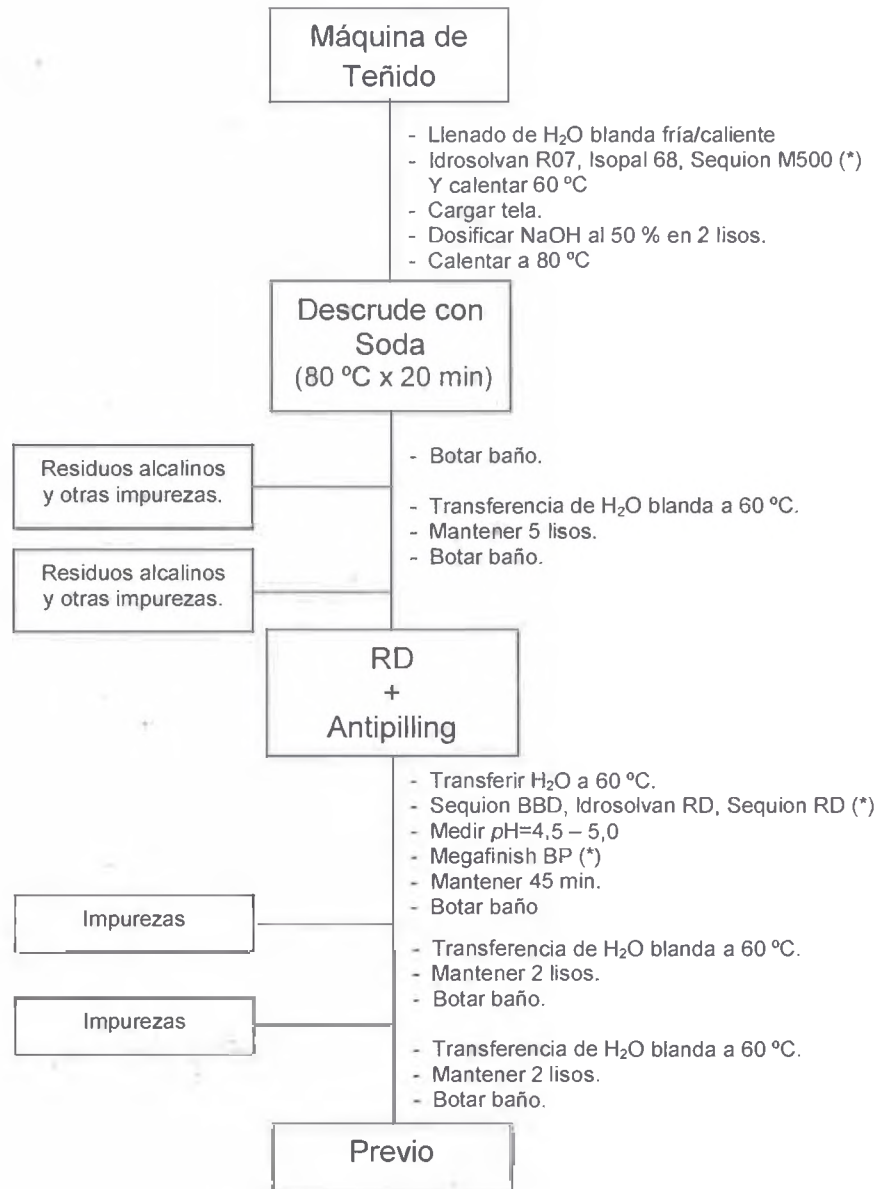 Máquina de
Teñido
- Llenado de H₂O blanda fría/caliente
- Idrosolvan R07, Isopal 68, Sequion M500 (*)
Y calentar 60 ºC
- Cargar tela.
- Dosificar NaOH al 50 % en 2 lisos.
- Calentar a 80 ºC
Descrude con
Soda
(80 ºC x 20 min)
- Botar baño.
Residuos alcalinos
y otras impurezas.
- Transferencia de H₂O blanda a 60 ºC.
- Mantener 5 lisos.
- Botar baño.
Residuos alcalinos
y otras impurezas.
RD
+
Antipilling
- Transferir H₂O a 60 ºC.
- Sequion BBD, Idrosolvan RD, Sequion RD (*)
- Medir pH=4,5 – 5,0
- Megafinish BP (*)
- Mantener 45 min.
- Botar baño
Impurezas
- Transferencia de H₂O blanda a 60 ºC.
- Mantener 2 lisos.
- Botar baño.
Impurezas
- Transferencia de H₂O blanda a 60 ºC.
- Mantener 2 lisos.
- Botar baño.
Previo